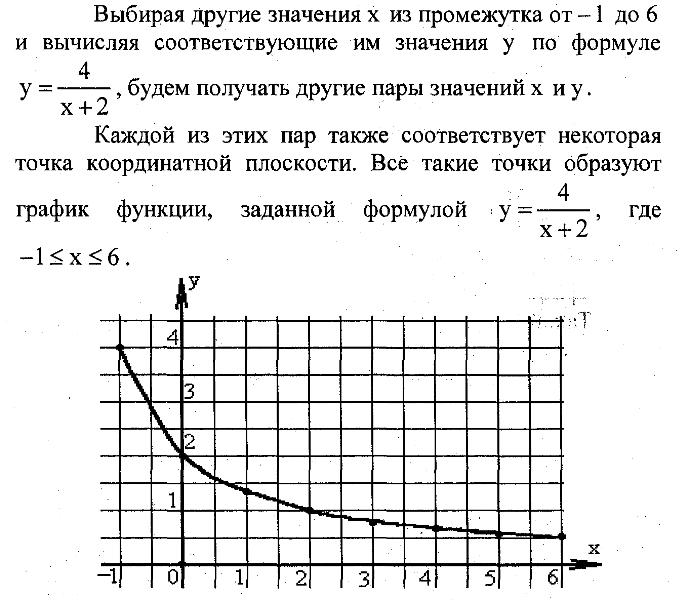 Выбирая другие значения x из промежутка от – 1 до 6
и вычисляя соответствующие им значения y по формуле
y = 4/(x + 2), будем получать другие пары значений x и y.
Каждой из этих пар также соответствует некоторая
точка координатной плоскости. Все такие точки образуют
график функции, заданной формулой y = 4/(x + 2), где
–1 ≤ x ≤ 6.
y
4
3
2
1
x
–1 0 1 2 3 4 5 6